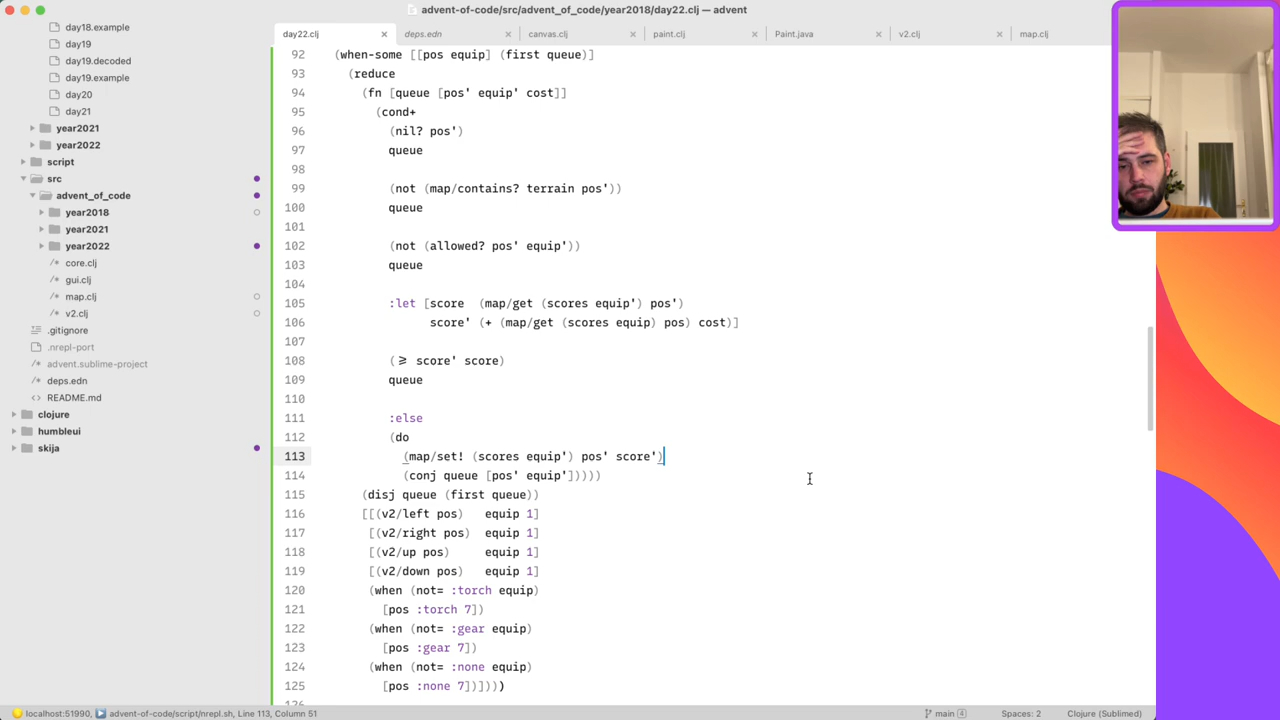 advent-of-code/src/advent_of_code/year2018/day22.clj — advent
day22.clj
deps.edn
canvas.clj
paint.clj
Paint.java
v2.clj
map.clj
day18.example
day19
day19.decoded
day19.example
day20
day21
year2021
year2022
script
src
advent_of_code
year2018
year2021
year2022
core.clj
gui.clj
map.clj
v2.clj
.gitignore
.nrepl-port
advent.sublime-project
deps.edn
README.md
clojure
humbleui
skija
92 (when-some [[pos equip] (first queue)]
93 (reduce
94 (fn [queue [pos' equip' cost]]
95 (cond+
96 (nil? pos')
97 queue
98
99 (not (map/contains? terrain pos'))
100 queue
101
102 (not (allowed? pos' equip'))
103 queue
104
105 :let [score (map/get (scores equip') pos')
106 score' (+ (map/get (scores equip) pos) cost)]
107
108 (≥ score' score)
109 queue
110
111 :else
112 (do
113 (map/set! (scores equip') pos' score')
114 (conj queue [pos' equip']))))
115 (disj queue (first queue))
116 [[(v2/left pos) equip 1]
117 [(v2/right pos) equip 1]
118 [(v2/up pos) equip 1]
119 [(v2/down pos) equip 1]
120 (when (not= :torch equip)
121 [pos :torch 7])
122 (when (not= :gear equip)
123 [pos :gear 7])
124 (when (not= :none equip)
125 [pos :none 7])])))
localhost:51990, advent-of-code/script/nrepl.sh, Line 113, Column 51
main 4
Spaces: 2
Clojure (Sublimed)